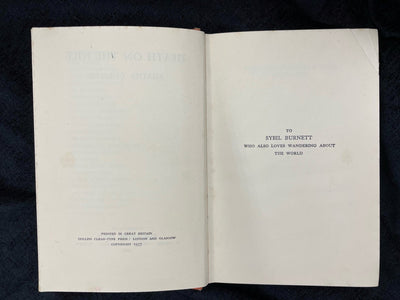 PRINTED IN GREAT BRITAIN
COLLINS CLEAR-TYPE PRESS: LONDON AND GLASGOW
COPYRIGHT 1937
TO
SYBIL BURNETT
WHO ALSO LOVES WANDERING ABOUT
THE WORLD